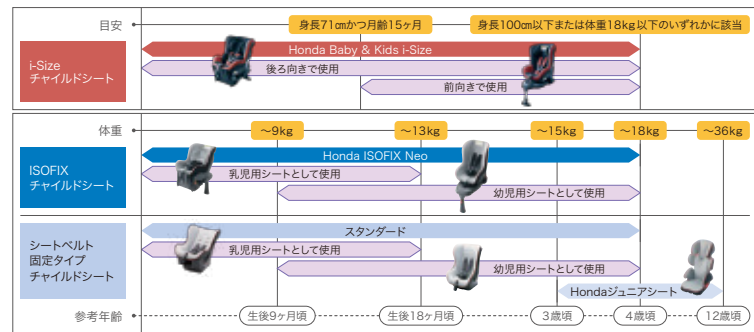 目安
身長71cmかつ月齢15ヶ月
身長100cm以下または体重18kg以下のいずれかに該当
i-Size
チャイルドシート
Honda Baby & Kids i-Size
後ろ向きで使用
前向きで使用
体重
～9kg
～13kg
～15kg
～18kg
～36kg
ISOFIX
チャイルドシート
Honda ISOFIX Neo
乳児用シートとして使用
幼児用シートとして使用
シートベルト
固定タイプ
チャイルドシート
スタンダード
乳児用シートとして使用
幼児用シートとして使用
Hondaジュニアシート
参考年齢
生後9ヶ月頃
生後18ヶ月頃
3歳頃
4歳頃
12歳頃